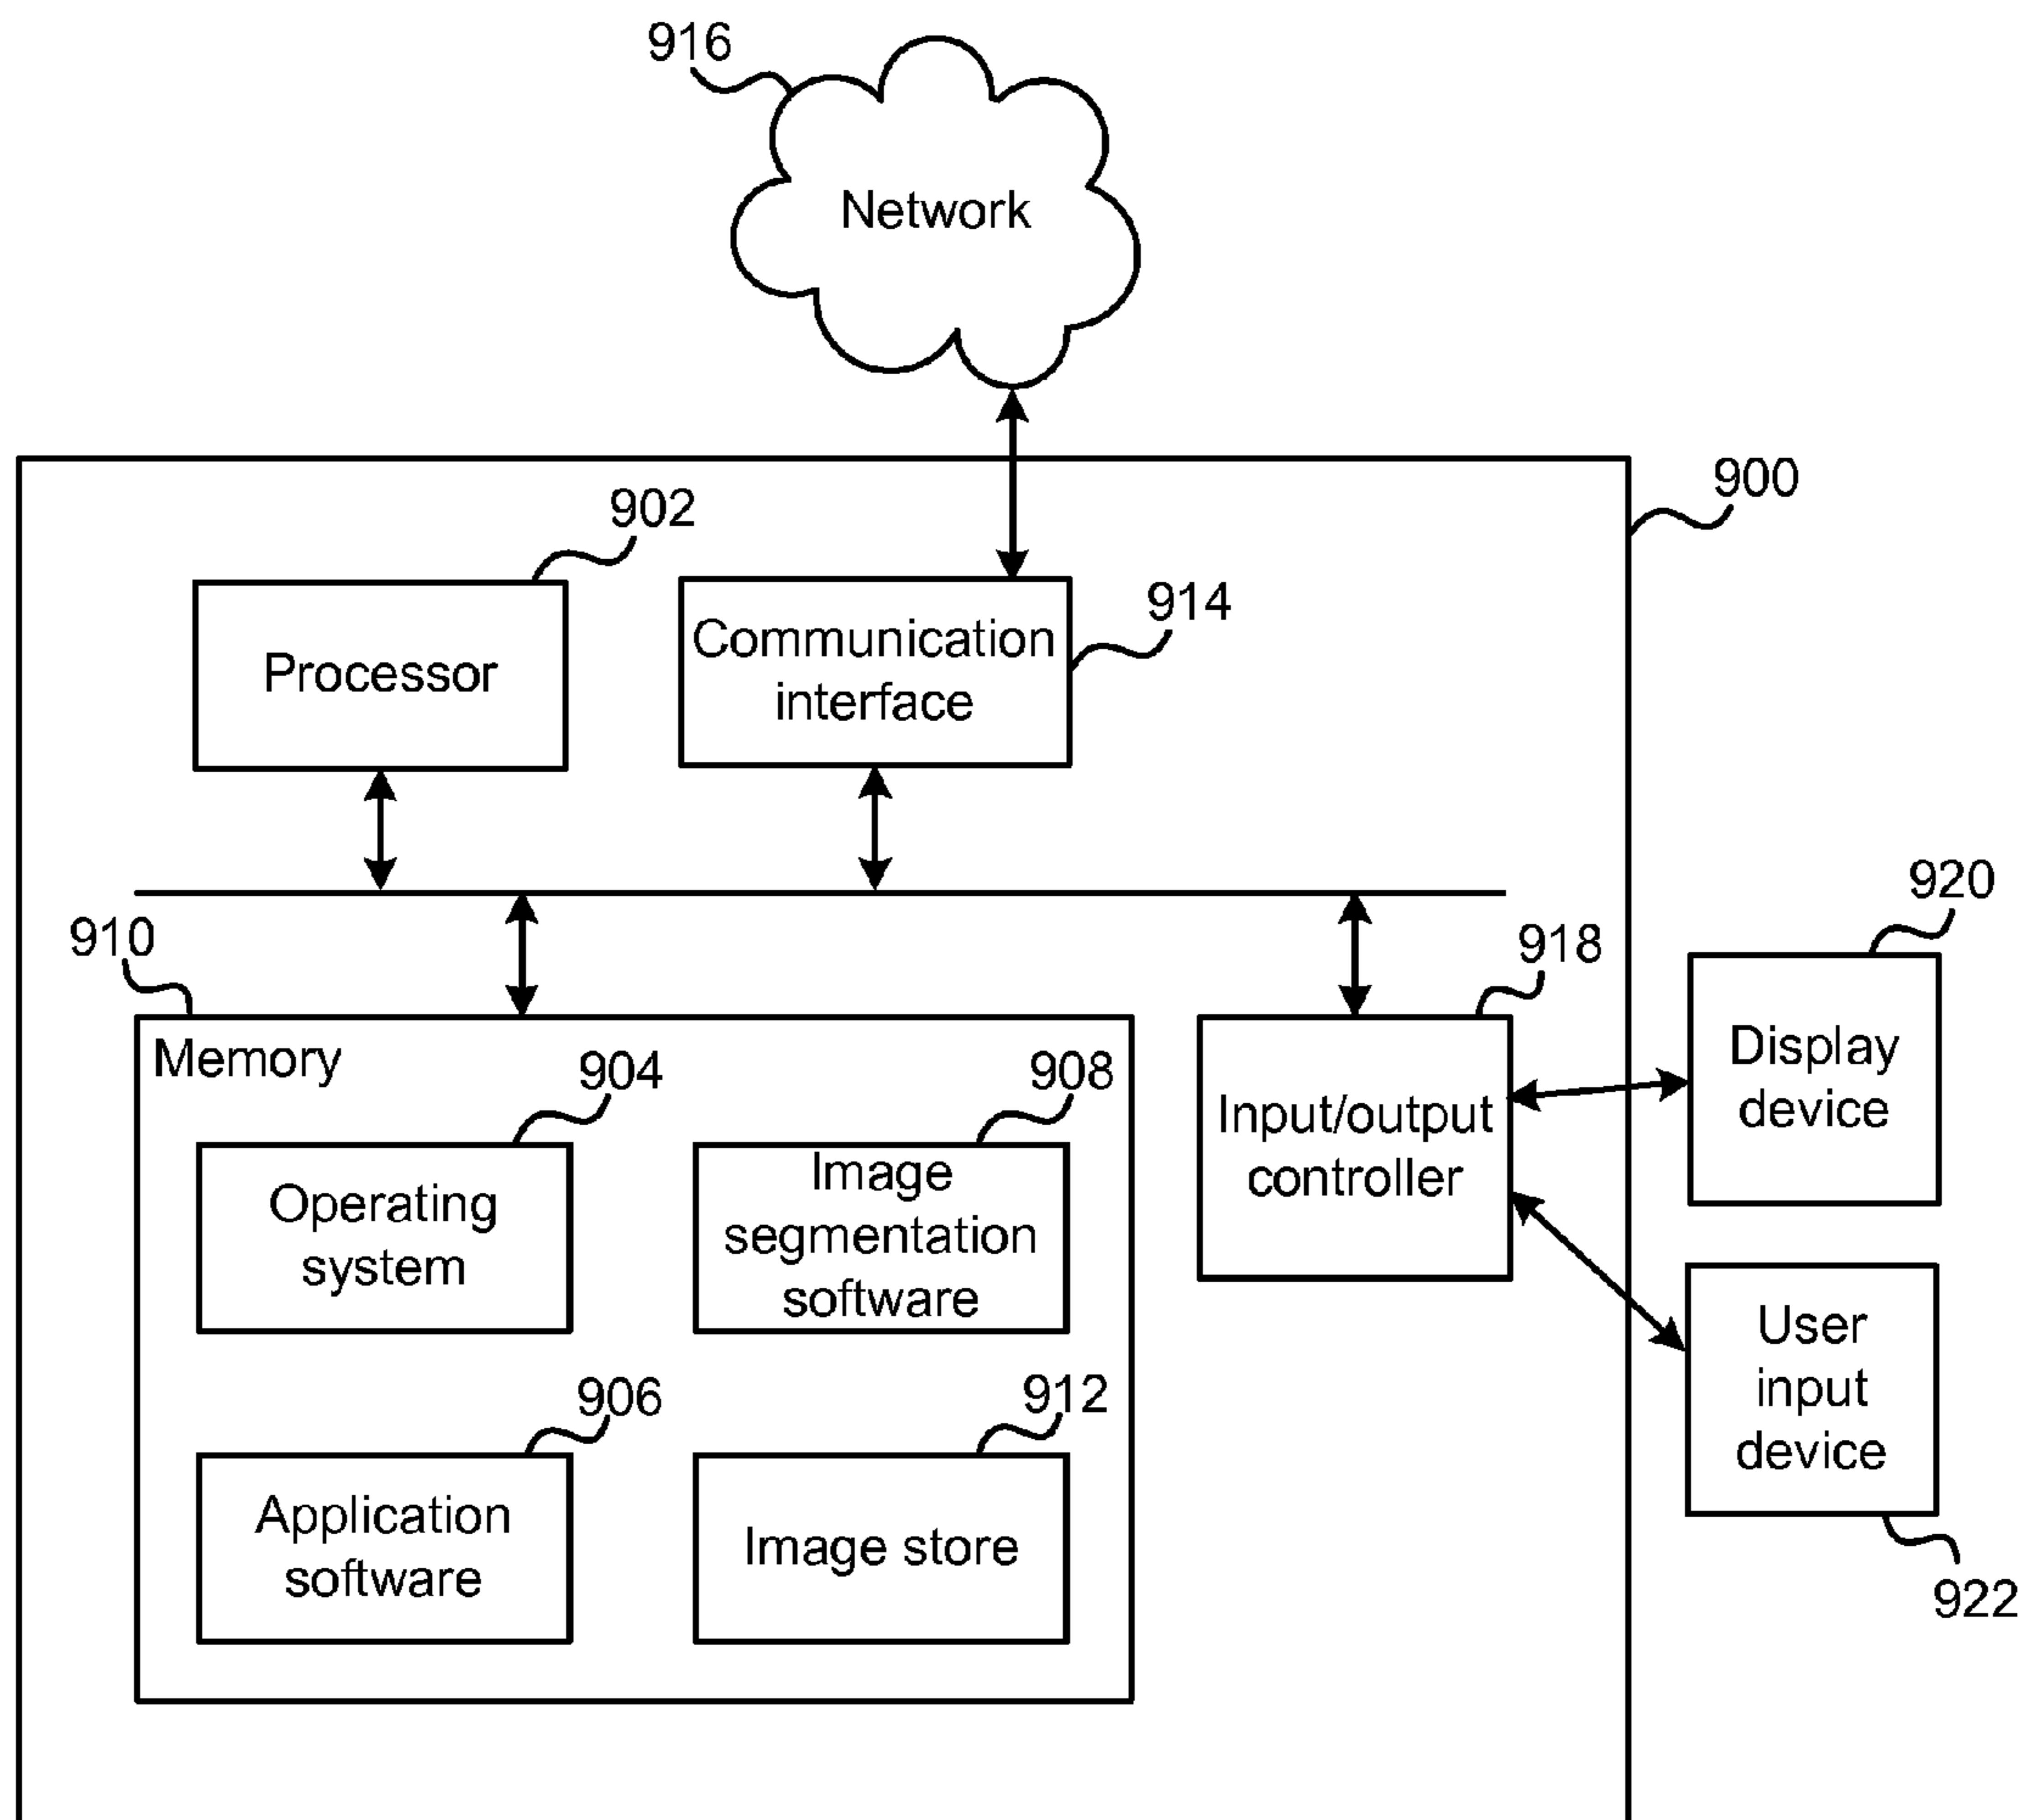 916
Network
900
902
914
Processor
Communication
interface
920
910
918
Memory
904
908
Display
device
Input/output
controller
Operating
system
Image
segmentation
software
User
input
device
906
912
Application
software
Image store
922